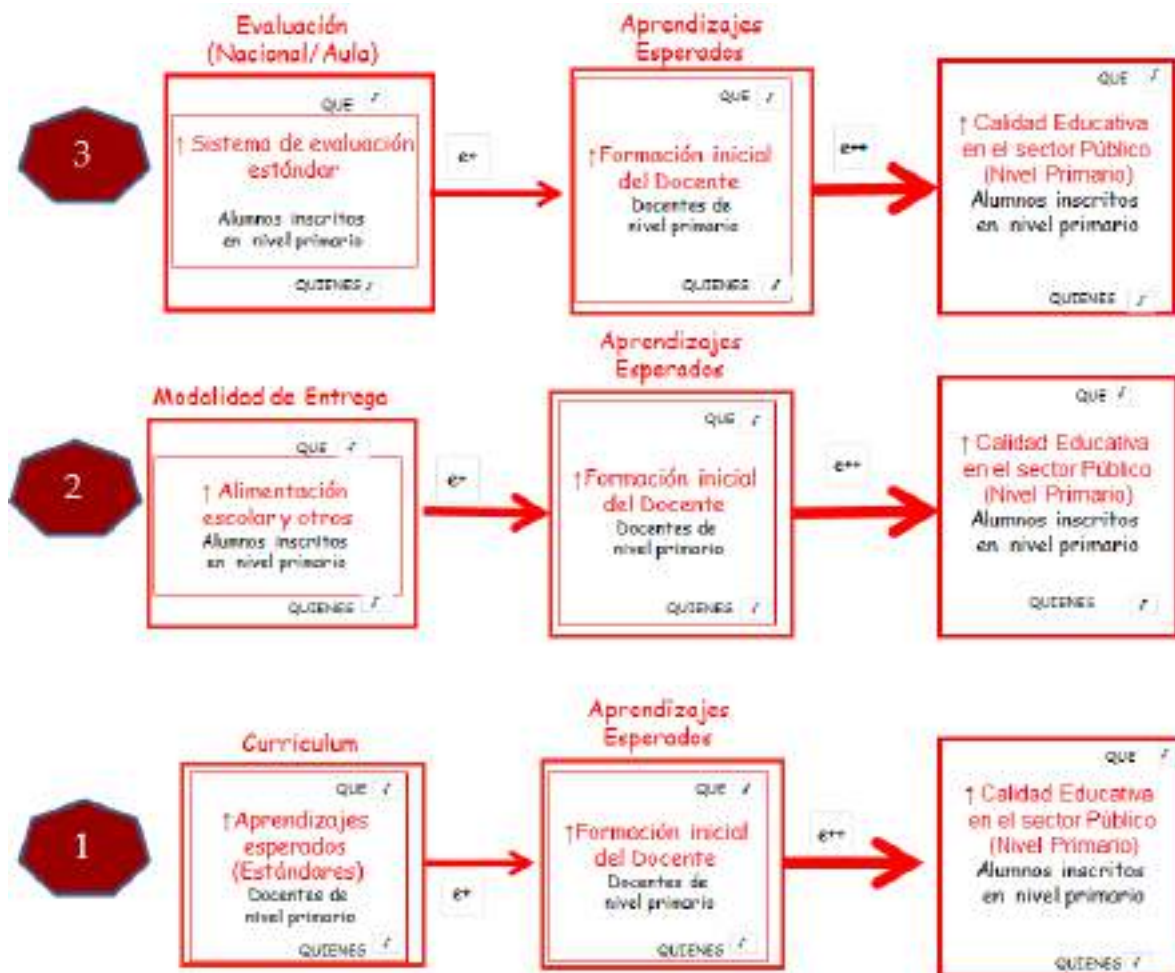 Evaluación
(Nacional/Aula)
Aprendizajes
Esperados
3
QUE
↑ Sistema de evaluación
estándar
Alumnos inscritos
en nivel primario
QUIENES
e+
QUE
↑Formación inicial
del Docente
Docentes de
nivel primario
QUIENES
e++
QUE
↑ Calidad Educativa
en el sector Público
(Nivel Primario)
Alumnos inscritos
en nivel primario
QUIENES
Modalidad de Entrega
Aprendizajes
Esperados
2
QUE
↑ Alimentación
escolar y otros
Alumnos inscritos
en nivel primario
QUIENES
e+
QUE
↑Formación inicial
del Docente
Docentes de
nivel primario
QUIENES
e++
QUE
↑ Calidad Educativa
en el sector Público
(Nivel Primario)
Alumnos inscritos
en nivel primario
QUIENES
Curriculum
Aprendizajes
Esperados
1
QUE
↑Aprendizajes
esperados
(Estándares)
Docentes de
nivel primario
QUIENES
e+
QUE
↑Formación inicial
del Docente
Docentes de
nivel primario
QUIENES
e++
QUE
↑ Calidad Educativa
en el sector Público
(Nivel Primario)
Alumnos inscritos
en nivel primario
QUIENES